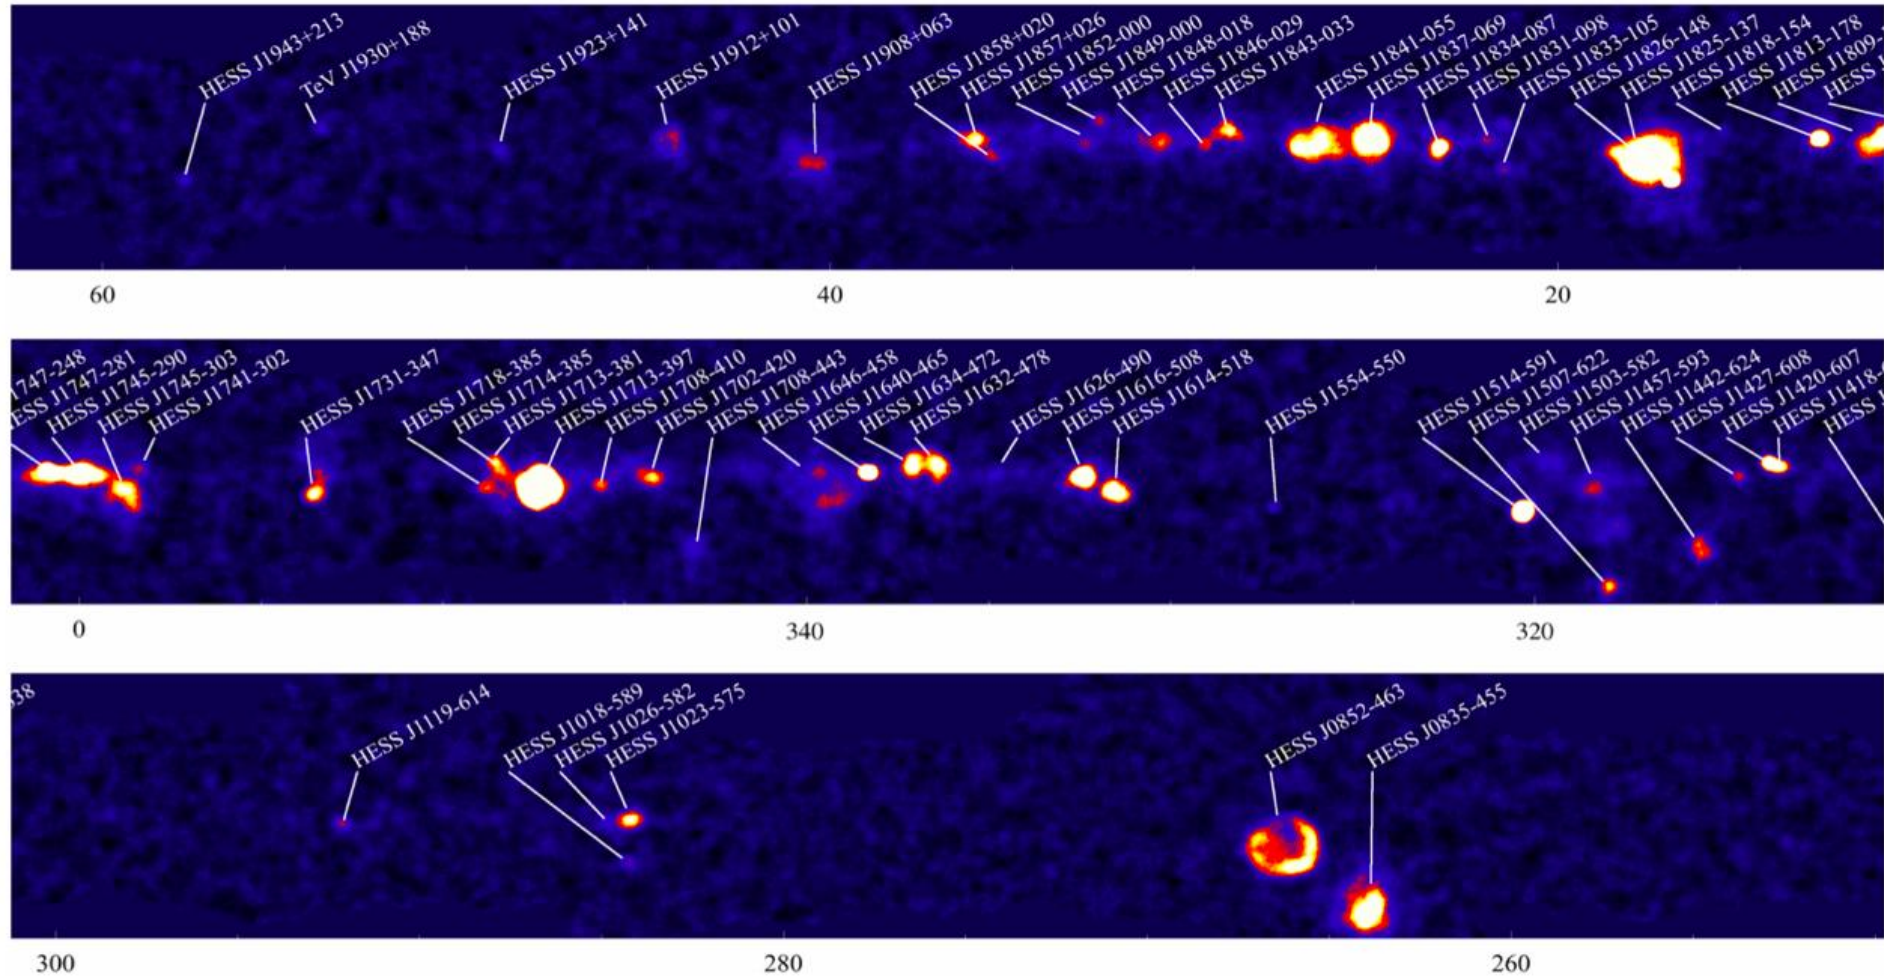 HESS J1943+213
TeV J1930+188
HESS J1923+141
HESS J1912+101
HESS J1908+063
HESS J1858+020
HESS J1857+026
HESS J1852-000
HESS J1849-000
HESS J1848-018
HESS J1846-029
HESS J1843-033
HESS J1841-055
HESS J1837-069
HESS J1834-087
HESS J1831-098
HESS J1833-105
HESS J1826-148
HESS J1825-137
HESS J1818-154
HESS J1813-178
HESS J1809-
60 40 20
J1747-248
HESS J1747-281
HESS J1745-290
HESS J1745-303
HESS J1741-302
HESS J1731-347
HESS J1718-385
HESS J1714-385
HESS J1713-381
HESS J1713-397
HESS J1708-410
HESS J1702-420
HESS J1708-443
HESS J1646-458
HESS J1640-465
HESS J1634-472
HESS J1632-478
HESS J1626-490
HESS J1616-508
HESS J1614-518
HESS J1554-550
HESS J1514-591
HESS J1507-622
HESS J1503-582
HESS J1457-593
HESS J1442-624
HESS J1427-608
HESS J1420-607
HESS J1418-
HESS J
0 340 320
638
HESS J1119-614
HESS J1018-589
HESS J1026-582
HESS J1023-575
HESS J0852-463
HESS J0835-455
300 280 260